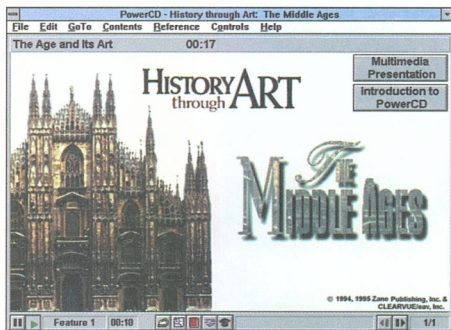 PowerCD - History through Art: The Middle Ages
File Edit GoTo Contents Reference Controls Help
The Age and Its Art 00:17
Multimedia
Presentation
Introduction to
PowerCD
HISTORY
through ART
THE
MIDDLE AGES
© 1994, 1995 Zane Publishing, Inc. &
CLEARVUE/eav, Inc.
Feature 1 00:18 1/1